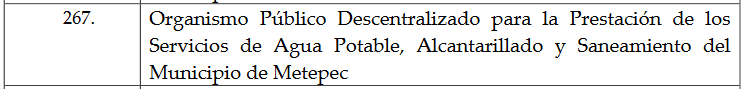 267.
Organismo Público Descentralizado para la Prestación de los
Servicios de Agua Potable, Alcantarillado y Saneamiento del
Municipio de Metepec